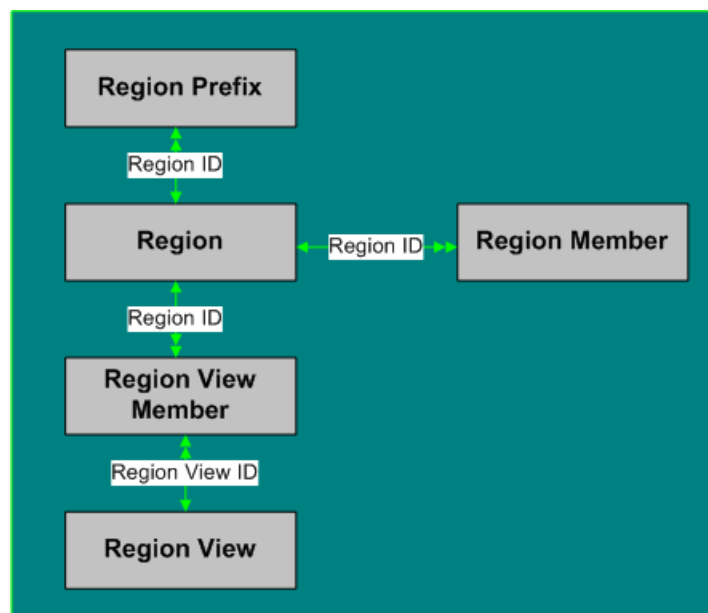 Region Prefix
Region ID
Region
Region ID
Region Member
Region ID
Region View
Member
Region View ID
Region View